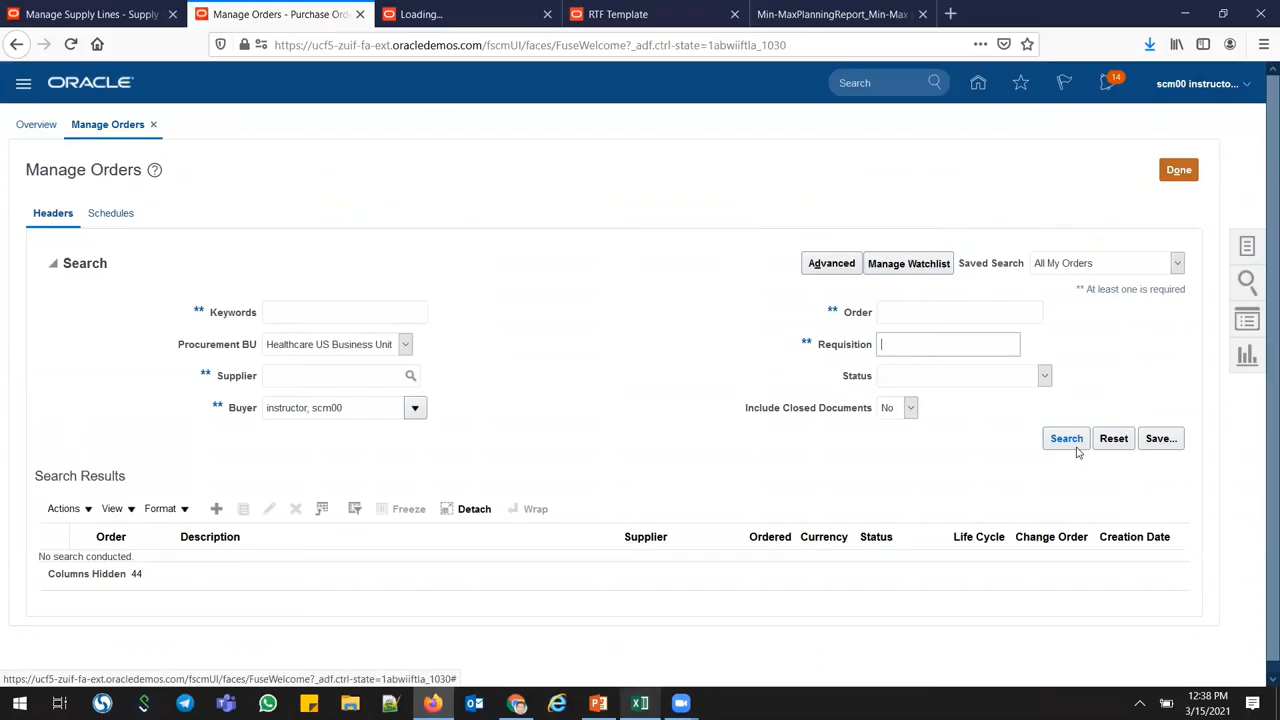 Manage Supply Lines - Supply
Manage Orders - Purchase Ord
Loading...
RTF Template
Min-MaxPlanningReport_Min-Max
https://ucf5-zuif-fa-ext.oracledemos.com/fscmUI/faces/FuseWelcome?_adf.ctrl-state=1abwiiftla_1030
ORACLE
Search
14
scm00 instructo...
Overview
Manage Orders
Manage Orders
Done
Headers
Schedules
Search
Advanced
Manage Watchlist
Saved Search
All My Orders
** At least one is required
** Keywords
** Order
Procurement BU
Healthcare US Business Unit
** Requisition
** Supplier
Status
** Buyer
instructor, scm00
Include Closed Documents
No
Search
Reset
Save...
Search Results
Actions
View
Format
Freeze
Detach
Wrap
Order
Description
Supplier
Ordered
Currency
Status
Life Cycle
Change Order
Creation Date
No search conducted.
Columns Hidden 44
https://ucf5-zuif-fa-ext.oracledemos.com/fscmUI/faces/FuseWelcome?_adf.ctrl-state=1abwiiftla_1030#
12:38 PM
3/15/2021